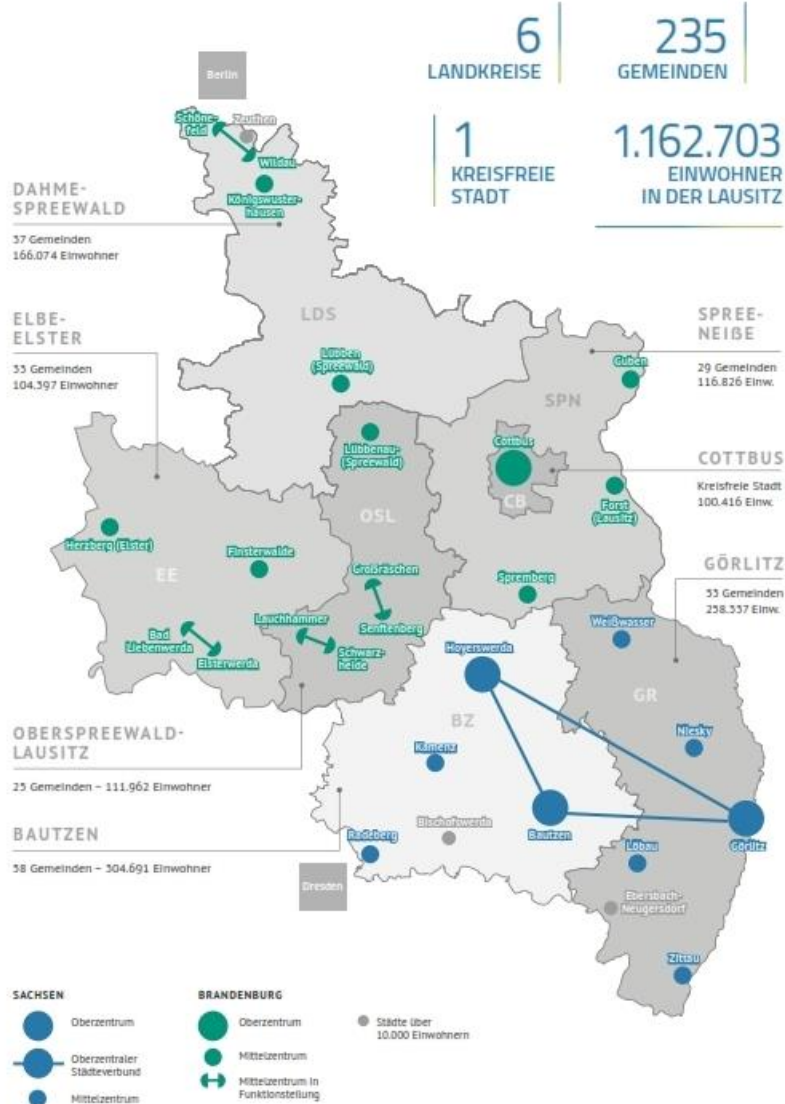 6
LANDKREISE
235
GEMEINDEN
1
KREISFREIE
STADT
1.162.703
EINWOHNER
IN DER LAUSITZ
Berlin
Schöne-
feld
Zeuthen
Wildau
Königswuster-
hausen
DAHME-
SPREEWALD
37 Gemeinden
166.074 Einwohner
ELBE-
ELSTER
33 Gemeinden
104.397 Einwohner
LDS
Lübben
(Spreewald)
SPREE-
NEIßE
29 Gemeinden
116.826 Einw.
Guben
SPN
Lübbenau-
(Spreewald)
Cottbus
CB
COTTBUS
Kreisfreie Stadt
100.416 Einw.
Forst
(Lausitz)
OSL
Herzberg (Elster)
EE
Finsterwalde
Großräschen
Spremberg
GÖRLITZ
53 Gemeinden
258.337 Einw.
Lauchhammer
Senftenberg
Bad
Liebenwerda
Elsterwerda
Schwarz-
heide
Weißwasser
Hoyerswerda
GR
BZ
Niesky
OBERSPREEWALD-
LAUSITZ
25 Gemeinden – 111.962 Einwohner
Kamenz
BAUTZEN
58 Gemeinden – 304.691 Einwohner
Radeberg
Bischofswerda
Bautzen
Görlitz
Löbau
Dresden
Ebersbach-
Neugersdorf
Zittau
SACHSEN
Oberzentrum
Oberzentraler
Städteverbund
Mittelzentrum
BRANDENBURG
Oberzentrum
Mittelzentrum
Mittelzentrum in
Funktionsteilung
Städte über
10.000 Einwohnern